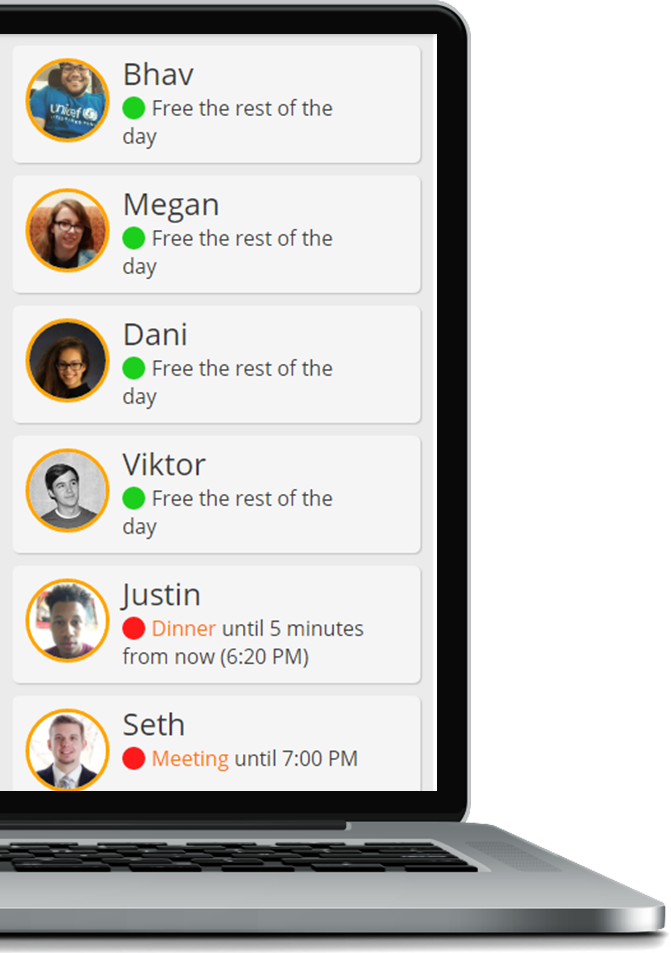 Bhav
unicef
Free the rest of the
day
Megan
Free the rest of the
day
Dani
Free the rest of the
day
Viktor
Free the rest of the
day
Justin
Dinner until 5 minutes
from now (6:20 PM)
Seth
Meeting until 7:00 PM